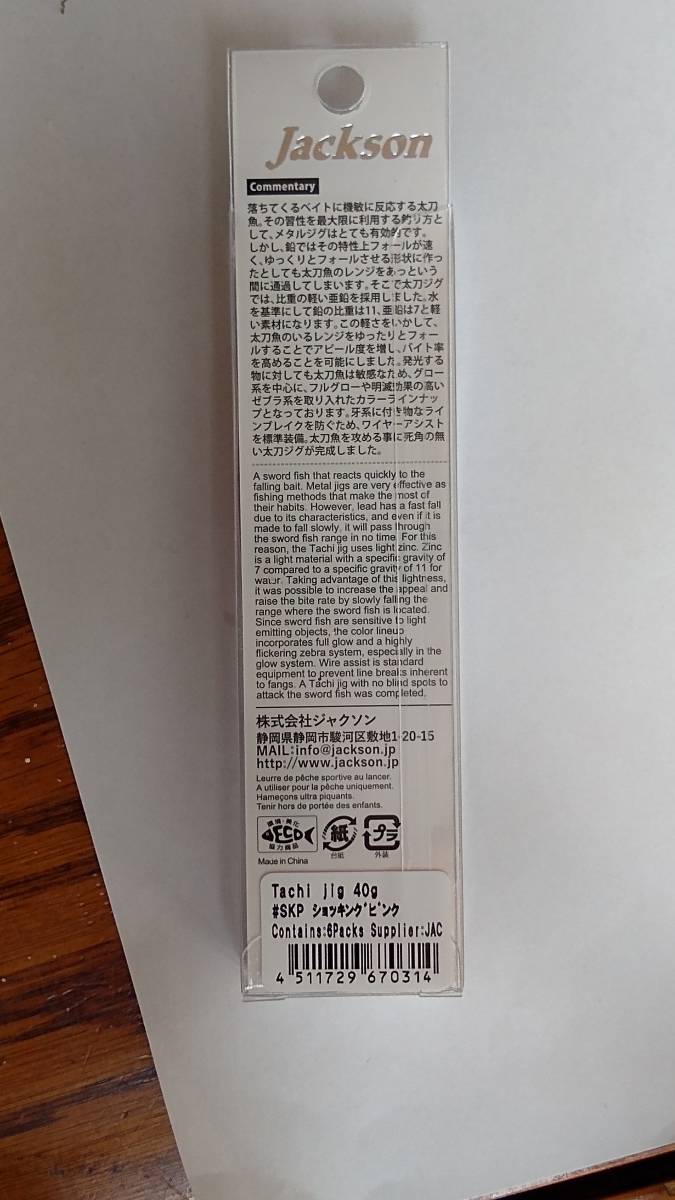 Jackson
Commentary
落ちてくるベイトに機敏に反応する太刀
魚。その習性を最大限に利用する釣り方と
して、メタルジグはとても有効的です。
しかし、鉛ではその特性上フォールが速
く、ゆっくりとフォールさせる形状に作っ
たとしても太刀魚のレンジをあっという
間に通過してしまいます。そこで太刀ジグ
では、比重の軽い亜鉛を採用しました。水
を基準にして鉛の比重は11、亜鉛は7と軽
い素材になります。この軽さをいかして、
太刀魚のいるレンジをゆったりとフォー
ルすることでアピール度を増し、バイト率
を高めることを可能にしました。発光する
物に対しても太刀魚は敏感なため、グロー
系を中心に、フルグローや明滅効果の高い
ゼブラ系を取り入れたカラーラインナッ
プとなっております。牙系に付き物なライ
ンブレイクを防ぐため、ワイヤーアシスト
を標準装備。太刀魚を攻める事に死角の無
い太刀ジグが完成しました。
A sword fish that reacts quickly to the
falling bait. Metal jigs are very effective as
fishing methods that make the most of
their habits. However, lead has a fast fall
due to its characteristics, and even if it is
made to fall slowly, it will pass through
the sword fish range in no time. For this
reason, the Tachi jig uses light zinc. Zinc
is a light material with a specific gravity of
7 compared to a specific gravity of 11 for
water. Taking advantage of this lightness,
it was possible to increase the appeal and
raise the bite rate by slowly falling the
range where the sword fish is located.
Since sword fish are sensitive to light
emitting objects, the color lineup
incorporates full glow and a highly
flickering zebra system, especially in the
glow system. Wire assist is standard
equipment to prevent line breaks inherent
to fangs. A Tachi jig with no blind spots to
attack the sword fish was completed.
株式会社ジャクソン
静岡県静岡市駿河区敷地1-20-15
MAIL:info@jackson.jp
http://www.jackson.jp
Leurre de pêche sportive au lancer.
A utiliser pour la pêche uniquement.
Hameçons ultra piquants.
Tenir hors de portée des enfants.
環境・美化
ECO
協力商品
紙
台紙
プラ
外装
Made in China
Tachi jig 40g
#SKP ショッキングピンク
Contains:6Packs Supplier:JAC
4 511729 670314